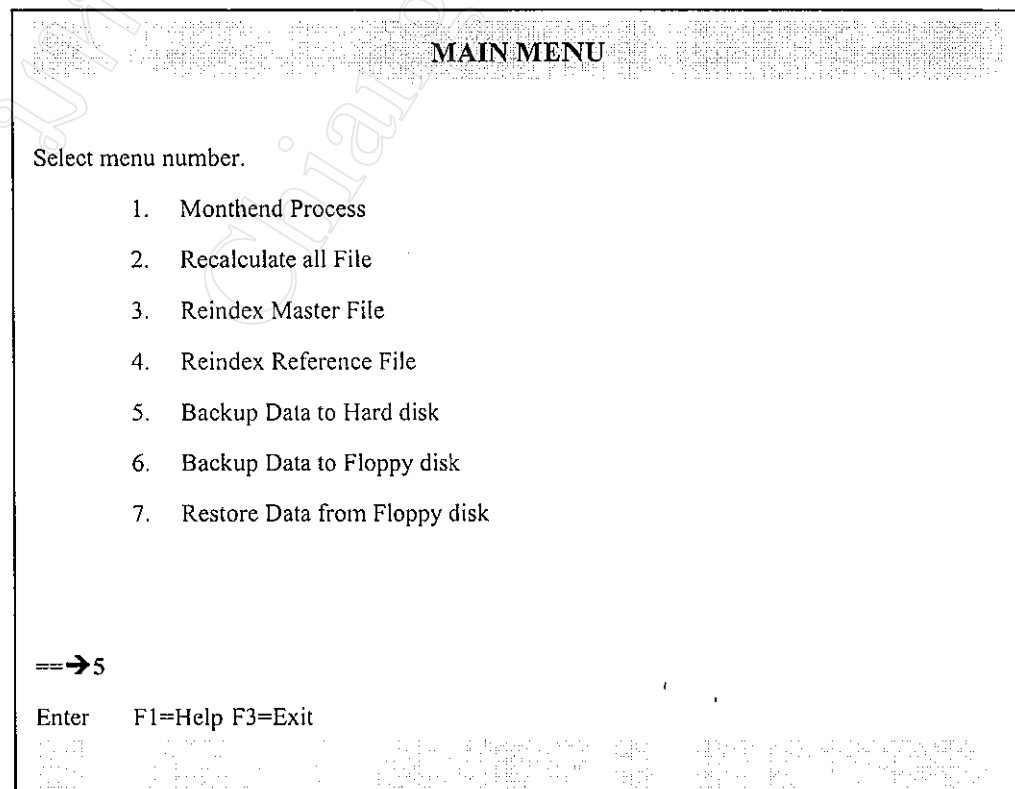 MAIN MENU
Select menu number.
1. Monthend Process
2. Recalculate all File
3. Reindex Master File
4. Reindex Reference File
5. Backup Data to Hard disk
6. Backup Data to Floppy disk
7. Restore Data from Floppy disk
==➔5
Enter F1=Help F3=Exit
Chiang